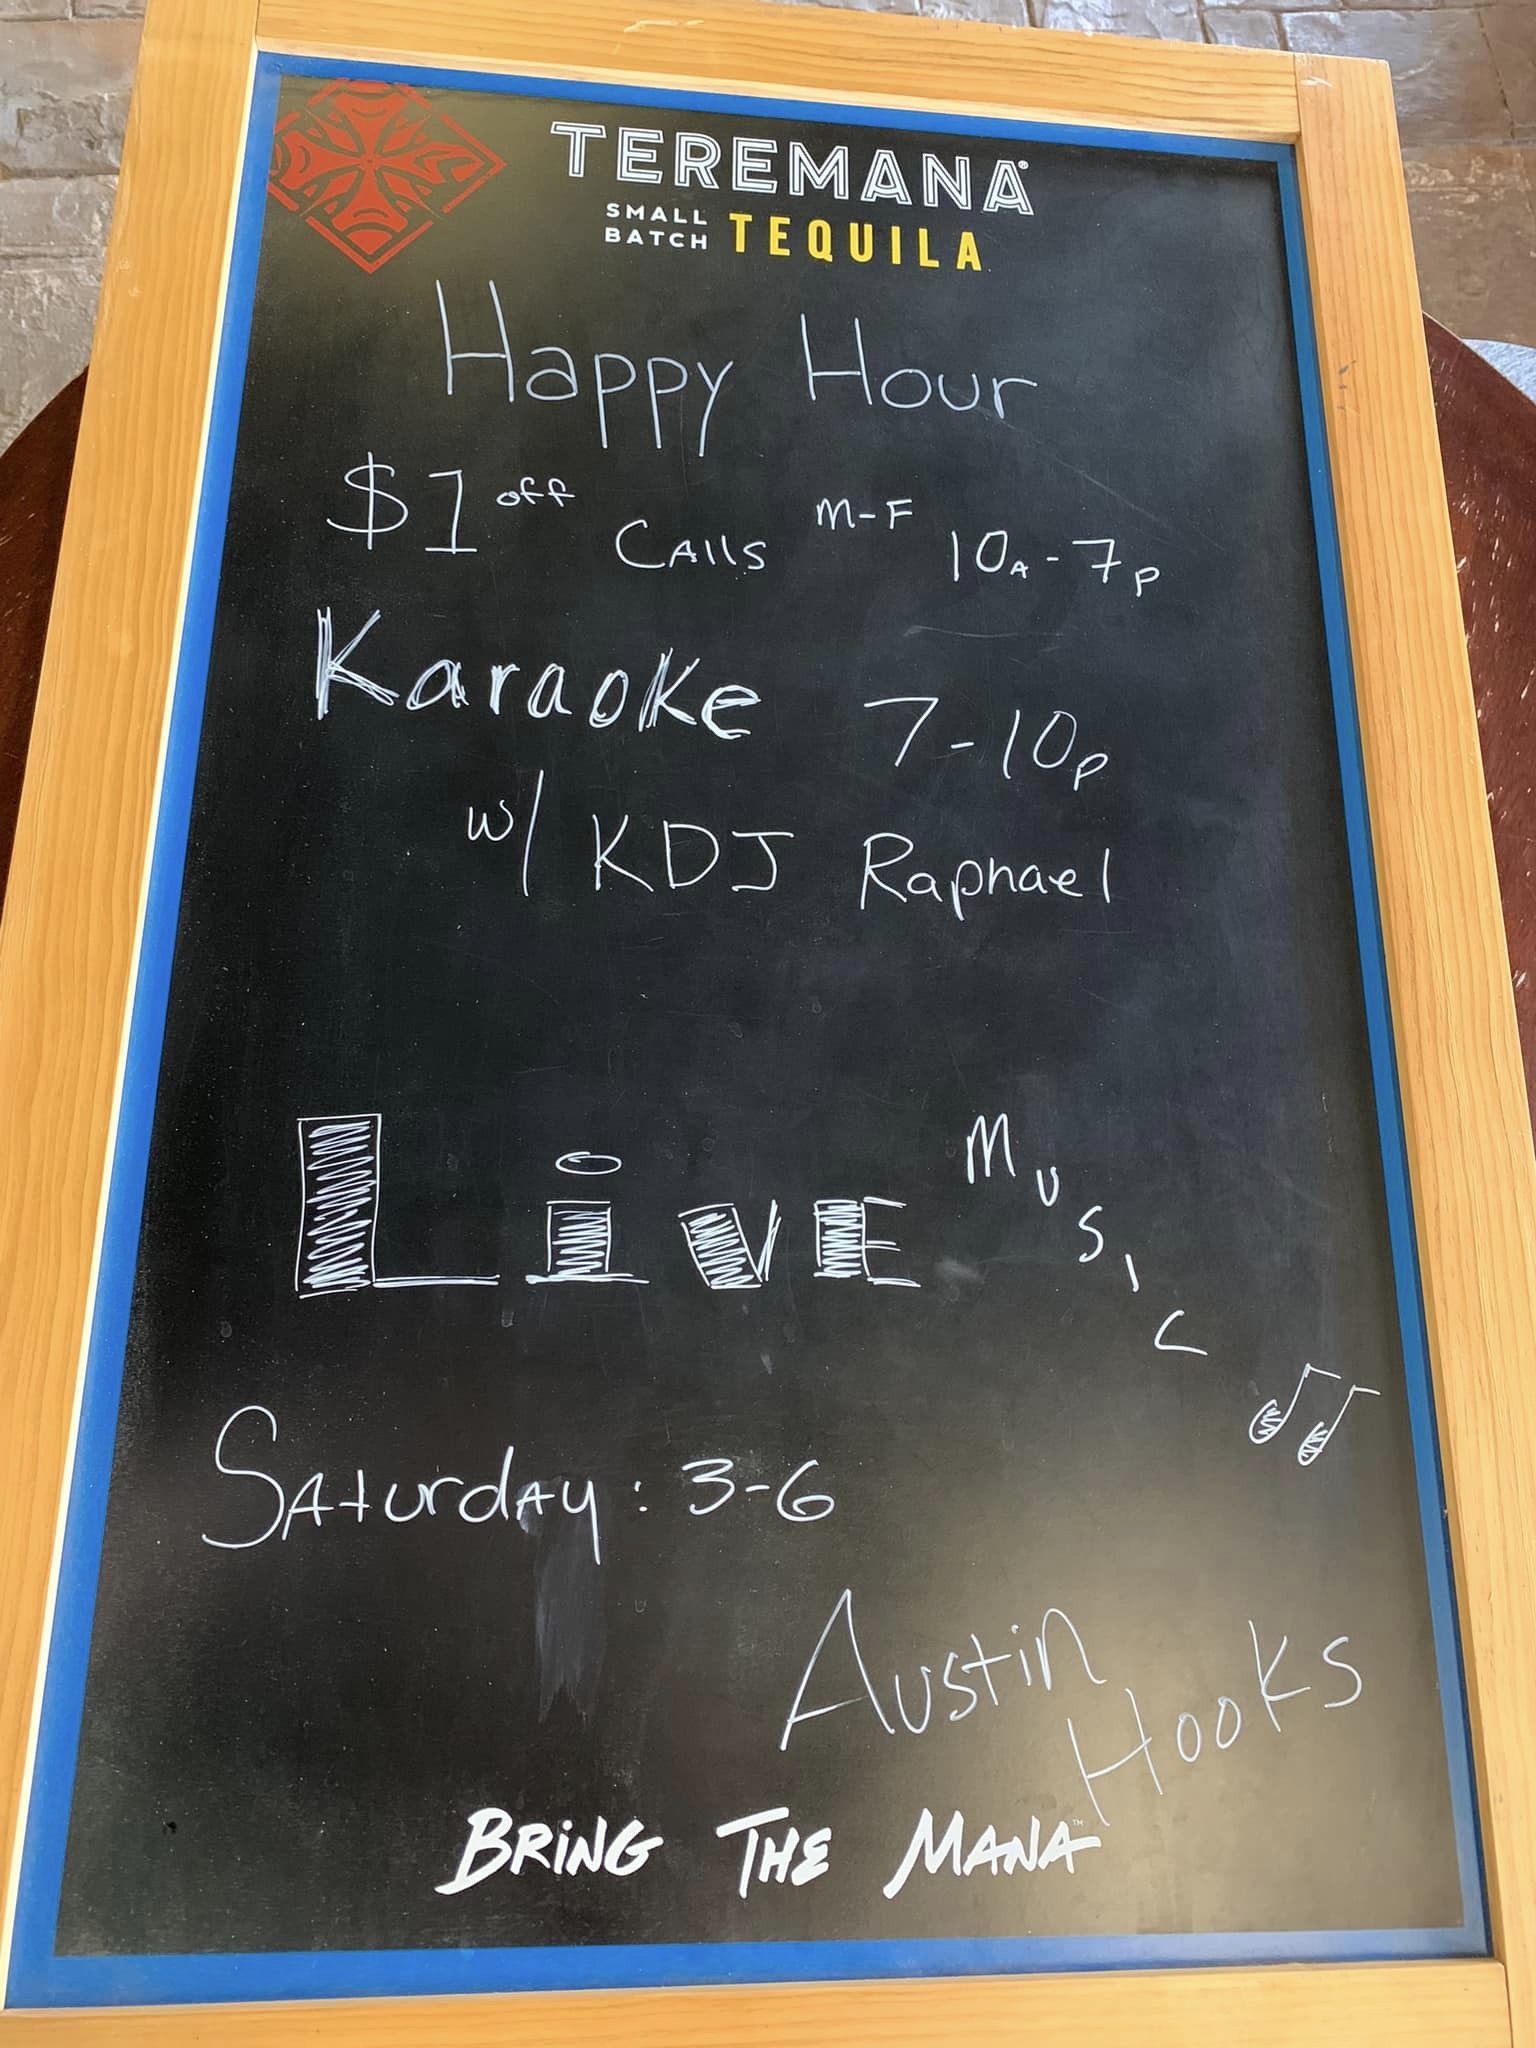 TEREMANA®
SMALL BATCH TEQUILA
Happy Hour
$1 off CAlls M-F 10A-7P
Karaoke 7-10p
w/ KDJ Raphael
LiVE MUSIC
SAturdAy: 3-6
Austin
Hooks
BRiNG THE MANA™